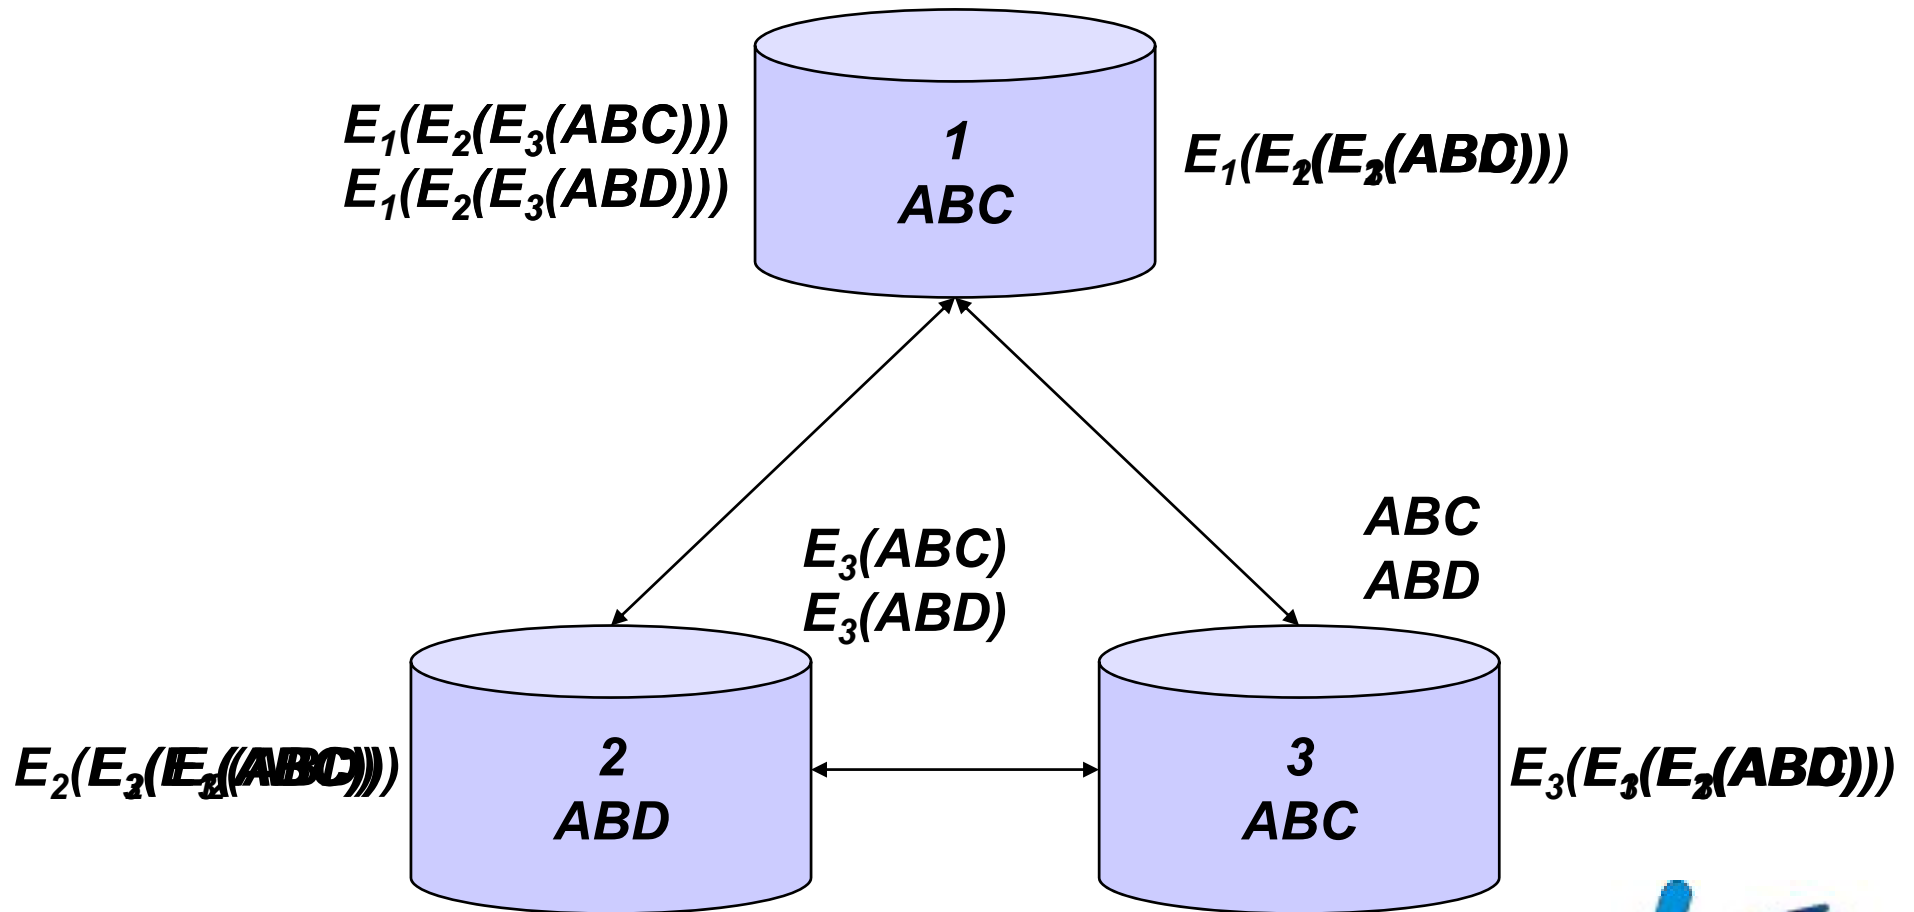 E₁(E₂(E₃(ABC)))
E₁(E₂(E₃(ABD)))
1
ABC
E₃(ABC)
E₃(ABD)
ABC
ABD
2
ABD
3
ABC